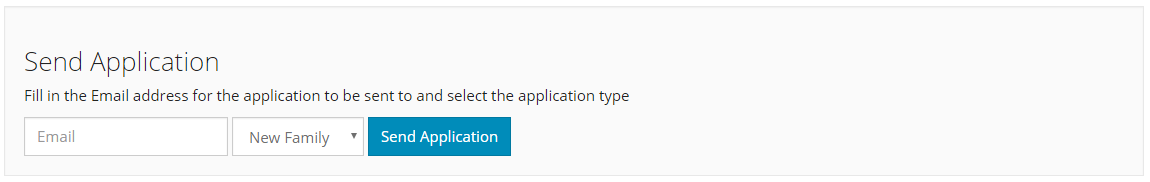 Send Application
Fill in the Email address for the application to be sent to and select the application type
Email New Family Send Application